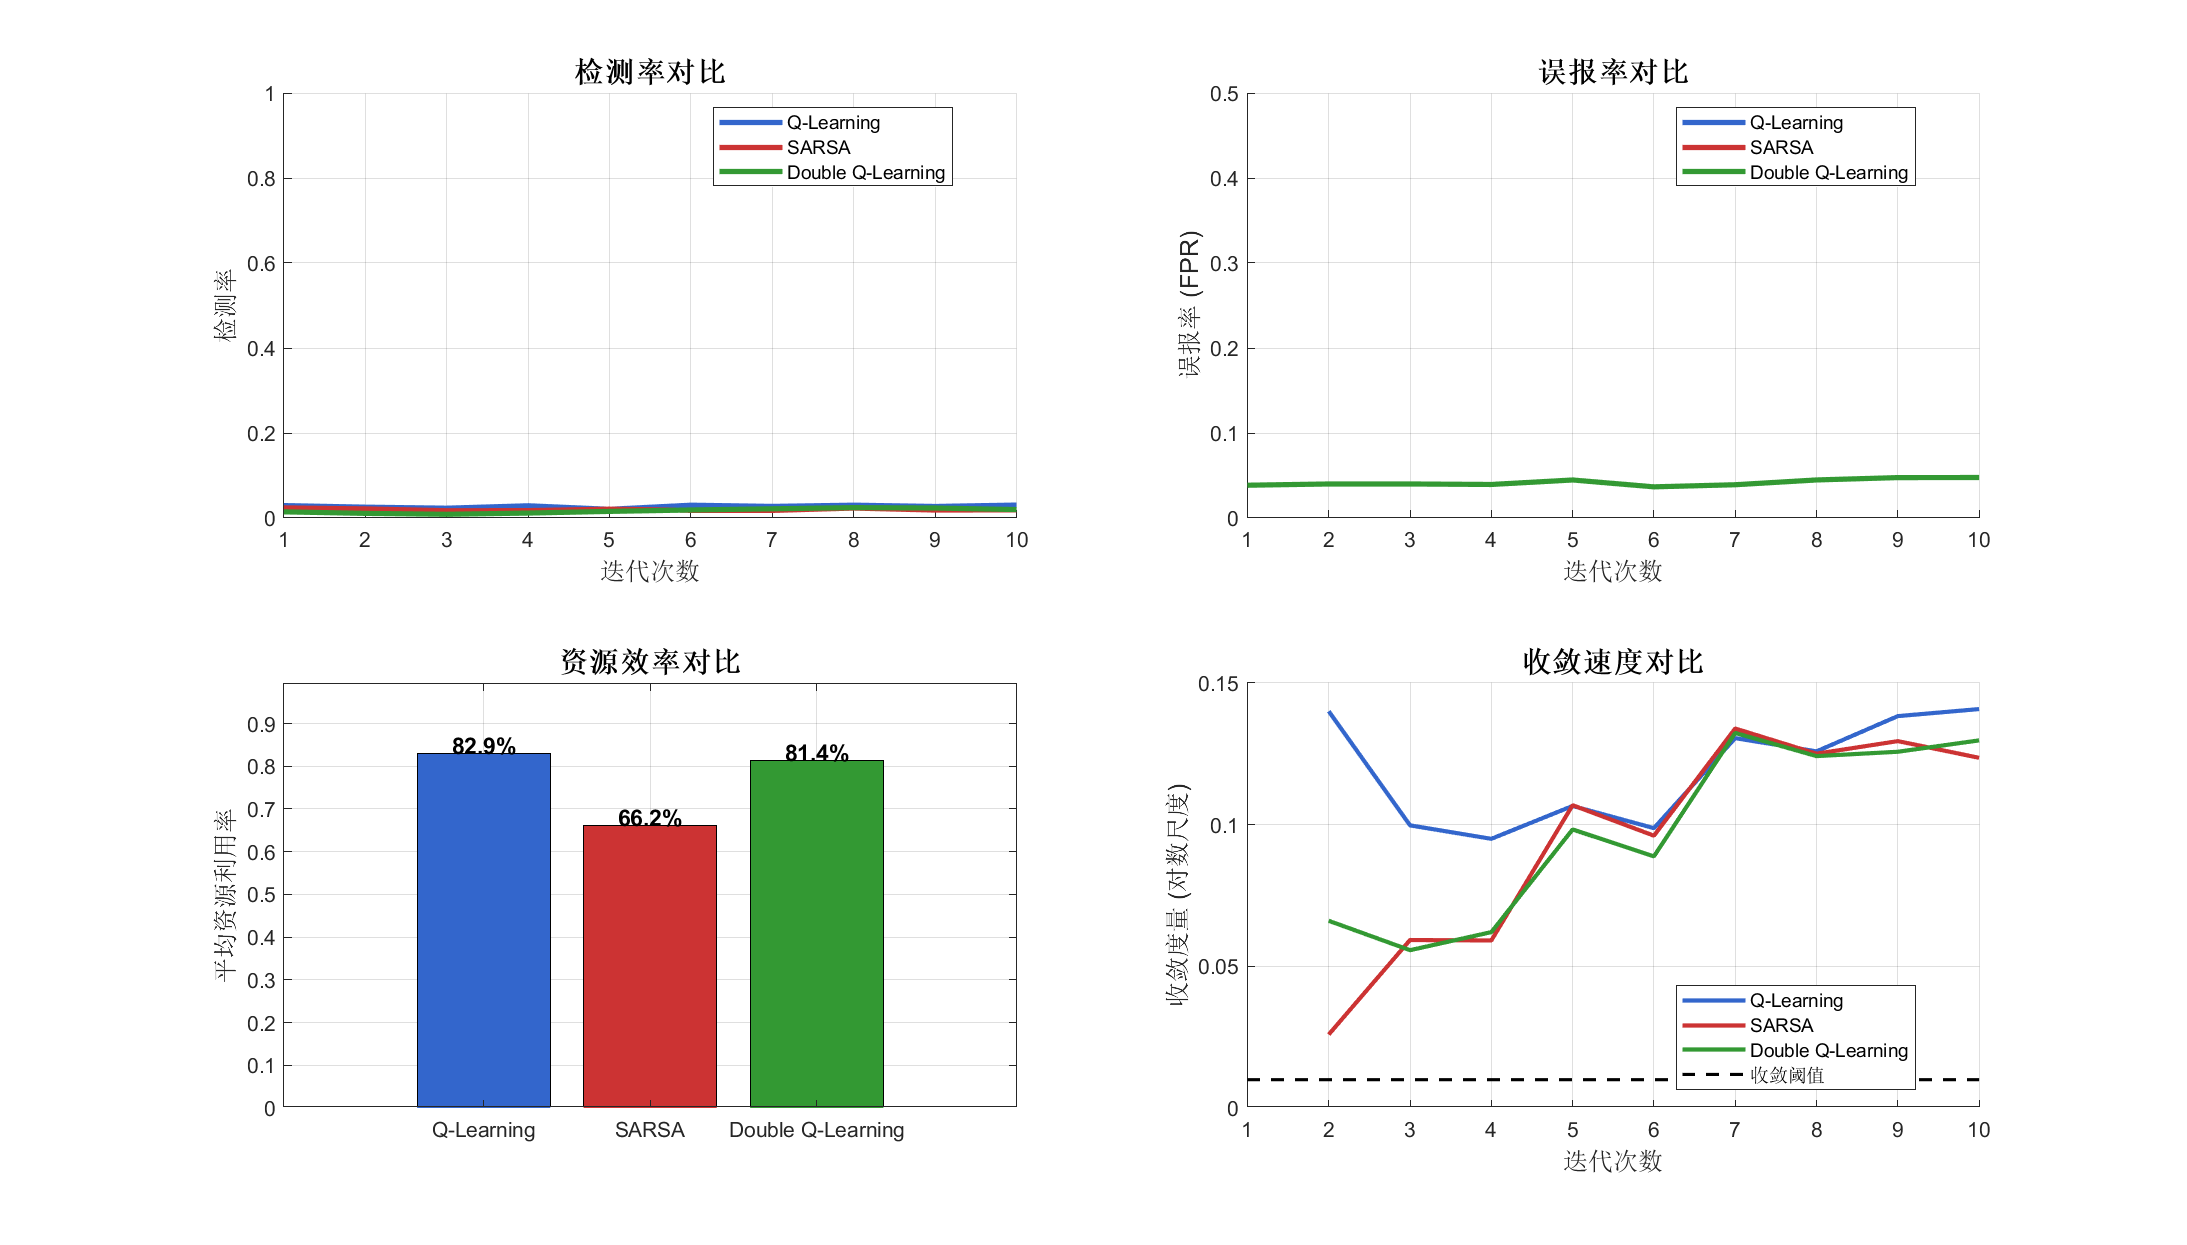 检测率对比
1
0.8
0.6
0.4
0.2
0
检测率
Q-Learning
SARSA
Double Q-Learning
1 2 3 4 5 6 7 8 9 10
迭代次数
误报率对比
0.5
0.4
0.3
0.2
0.1
0
误报率 (FPR)
Q-Learning
SARSA
Double Q-Learning
1 2 3 4 5 6 7 8 9 10
迭代次数
资源效率对比
0.9
0.8
0.7
0.6
0.5
0.4
0.3
0.2
0.1
0
平均资源利用率
82.9%
66.2%
81.4%
Q-Learning SARSA Double Q-Learning
收敛速度对比
0.15
0.1
0.05
0
收敛度量 (对数尺度)
Q-Learning
SARSA
Double Q-Learning
收敛阈值
1 2 3 4 5 6 7 8 9 10
迭代次数